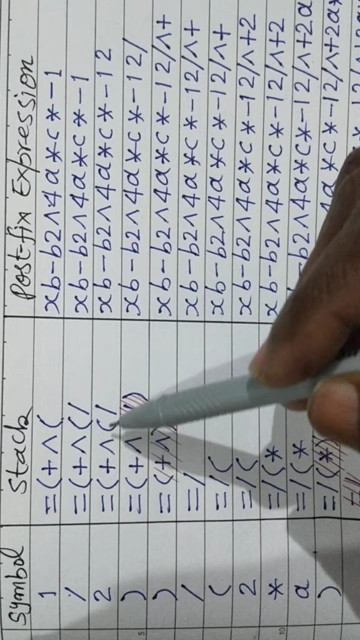 Symbol Stack Post-fix Expression
1 =(+^( xb-b2^4a*c*-1
/ =(+^(/ xb-b2^4a*c*-1
2 =(+^(/ xb-b2^4a*c*-12
) =(+^ xb-b2^4a*c*-12/
) =(+^) xb-b2^4a*c*-12/^+
/ =/ xb-b2^4a*c*-12/^+
( =/( xb-b2^4a*c*-12/^+
2 =/( xb-b2^4a*c*-12/^+2
* =/(* xb-b2^4a*c*-12/^+2
a =/(* b-b2^4a*c*-12/^+2a
) =/(*) a*c*-12/^+2a*